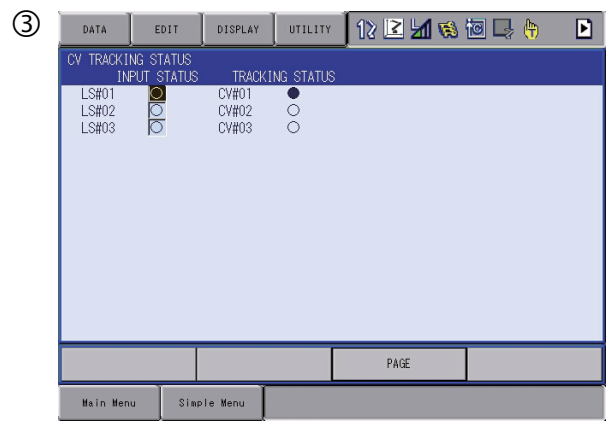 ③
DATA EDIT DISPLAY UTILITY
CV TRACKING STATUS
INPUT STATUS TRACKING STATUS
LS#01 CV#01 ●
LS#02 CV#02 ○
LS#03 CV#03 ○
PAGE
Main Menu Simple Menu